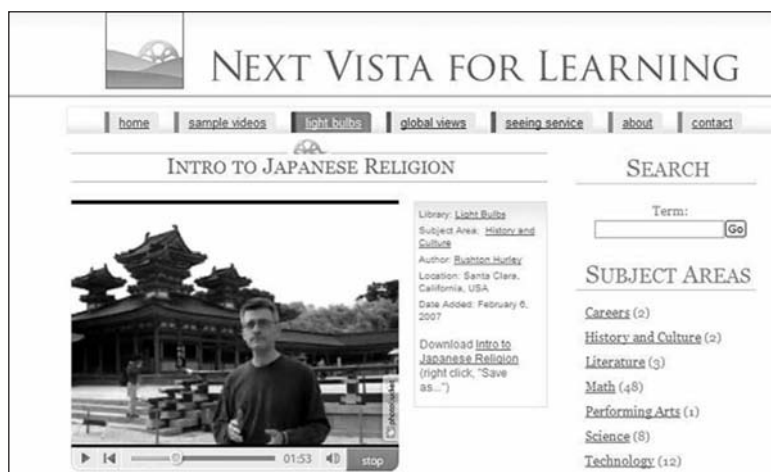 NEXT VISTA FOR LEARNING
home sample videos light bulbs global views seeing service about contact
INTRO TO JAPANESE RELIGION
Library: Light Bulbs
Subject Area: History and
Culture
Author: Rushton Hurley
Location: Santa Clara,
California, USA
Date Added: February 6,
2007
Download Intro to
Japanese Religion
(right click, "Save
as...")
01:53 stop
SEARCH
Term:
Go
SUBJECT AREAS
Careers (2)
History and Culture (2)
Literature (3)
Math (48)
Performing Arts (1)
Science (8)
Technology (12)